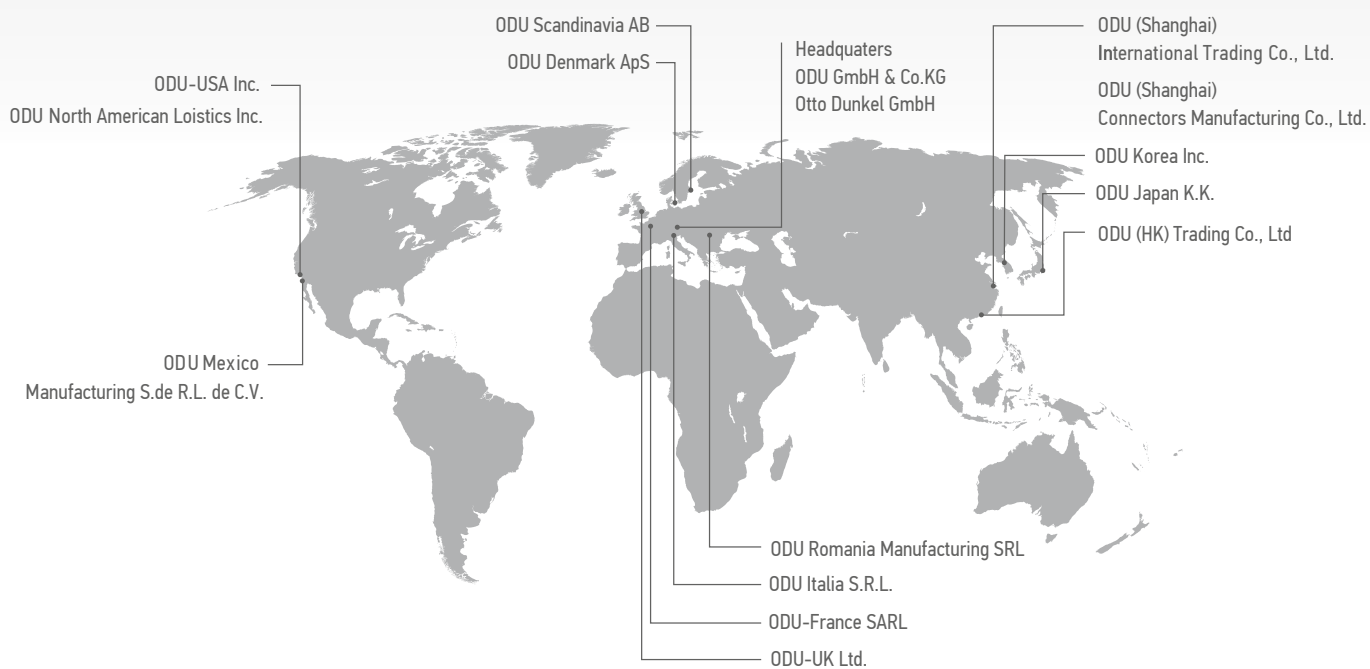 ODU Scandinavia AB
ODU Denmark ApS
Headquaters
ODU GmbH & Co.KG
Otto Dunkel GmbH
ODU (Shanghai)
International Trading Co., Ltd.
ODU (Shanghai)
Connectors Manufacturing Co., Ltd.
ODU-USA Inc.
ODU North American Loistics Inc.
ODU Korea Inc.
ODU Japan K.K.
ODU (HK) Trading Co., Ltd
ODU Mexico
Manufacturing S.de R.L. de C.V.
ODU Romania Manufacturing SRL
ODU Italia S.R.L.
ODU-France SARL
ODU-UK Ltd.